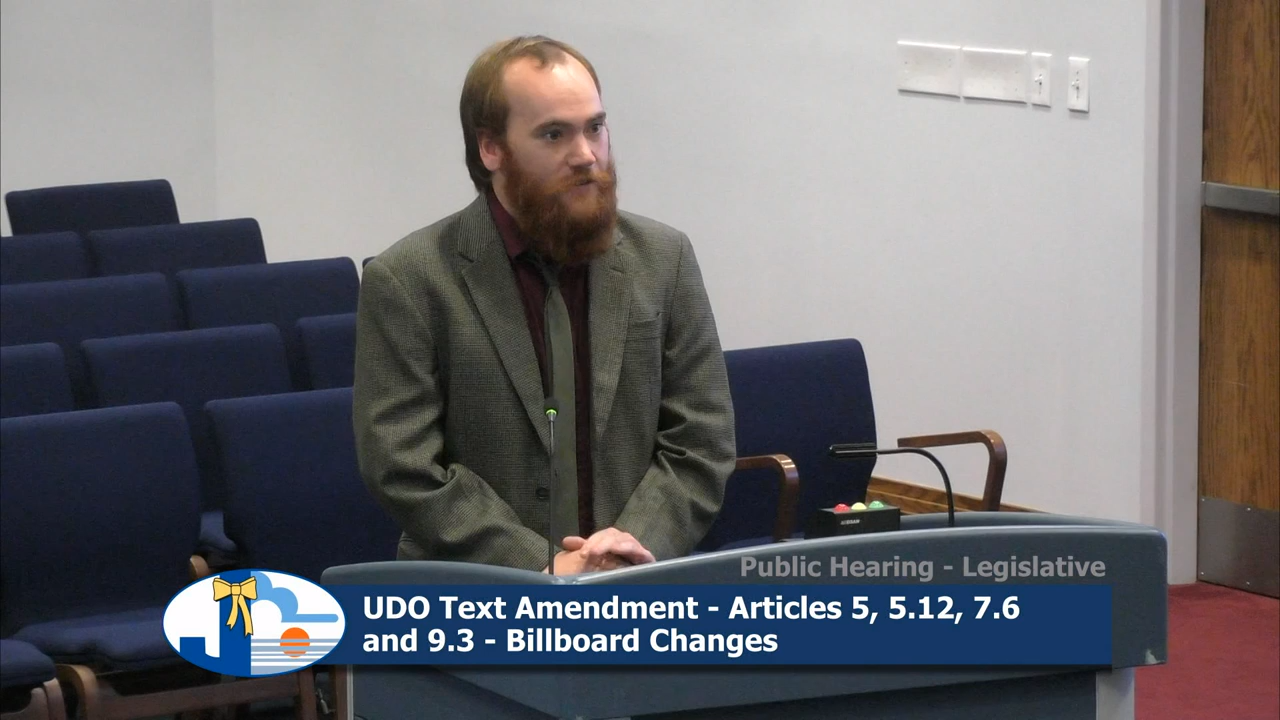 Public Hearing - Legislative
UDO Text Amendment - Articles 5, 5.12, 7.6
and 9.3 - Billboard Changes
J